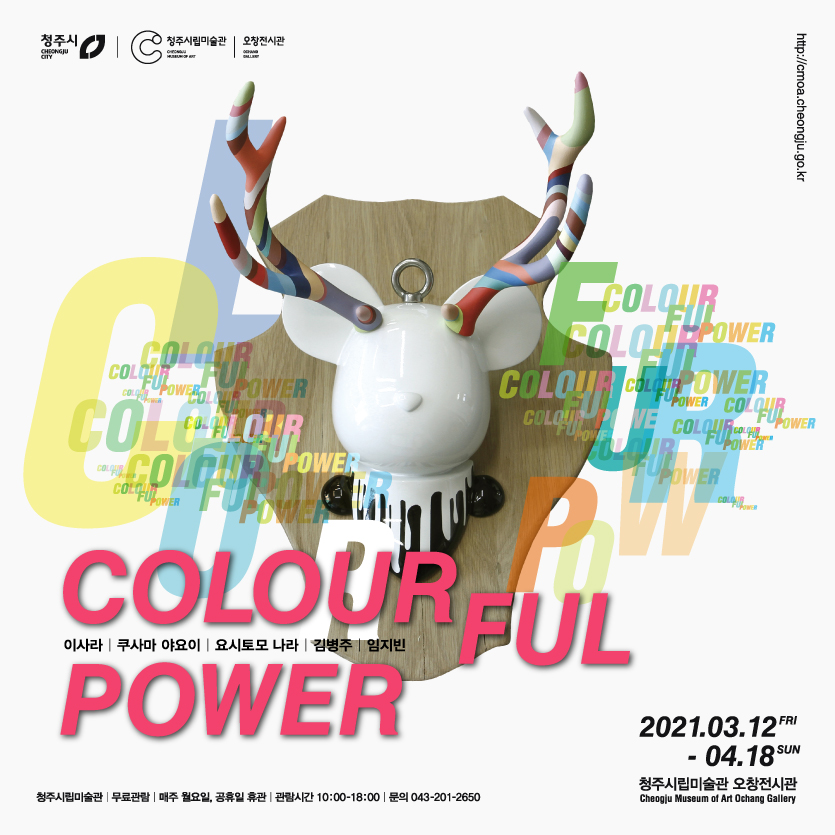 청주시
CHEONGJU
CITY
청주시립미술관
CHEONGJU
MUSEUM OF ART
오창전시관
OCHANG
GALLERY
http://cmoa.cheongju.go.kr
COLOUR
FUL
POWER
COLOURFUL
이사라 | 쿠사마 야요이 | 요시토모 나라 | 김병주 | 임지빈
POWER
2021.03.12 FRI
- 04.18 SUN
청주시립미술관 오창전시관
Cheogju Museum of Art Ochang Gallery
청주시립미술관 | 무료관람 | 매주 월요일, 공휴일 휴관 | 관람시간 10:00-18:00 | 문의 043-201-2650